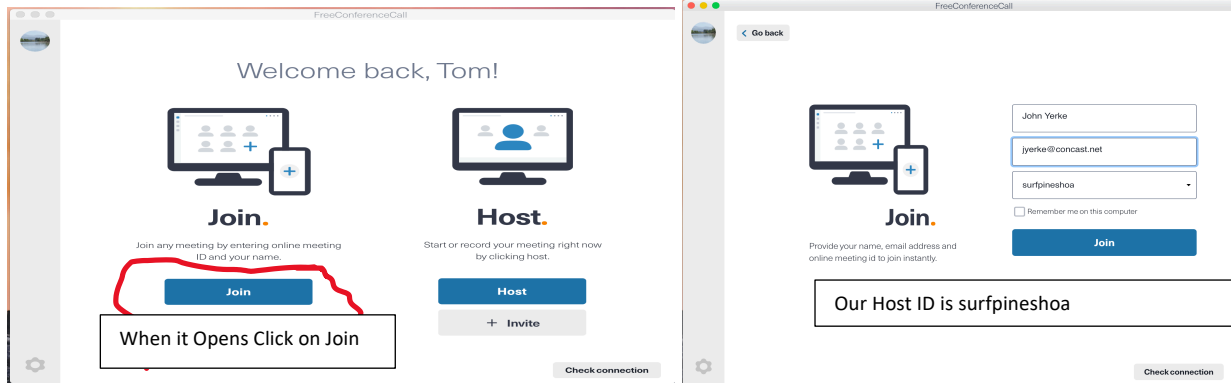 FreeConferenceCall
Welcome back, Tom!
Join.
Join any meeting by entering online meeting
ID and your name.
Join
Host.
Start or record your meeting right now
by clicking host.
Host
+ Invite
When it Opens Click on Join
Check connection
FreeConferenceCall
Go back
Join.
Provide your name, email address and
online meeting id to join instantly.
John Yerke
jyerke@concast.net
surfpineshoa
Remember me on this computer
Join
Our Host ID is surfpineshoa
Check connection